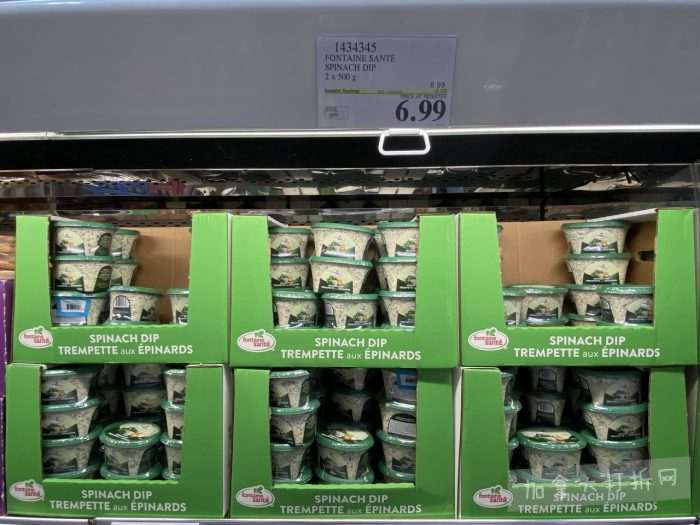 1434345
FONTAINE SANTÉ
SPINACH DIP
2 x 500 g
8.99
6.99
fontaine santé
SPINACH DIP
TREMPETTE aux ÉPINARDS
fontaine santé
SPINACH DIP
TREMPETTE aux ÉPINARDS
fontaine santé
SPINACH DIP
TREMPETTE aux ÉPINARDS
fontaine santé
SPINACH DIP
TREMPETTE aux ÉPINARDS
fontaine santé
SPINACH DIP
TREMPETTE aux ÉPINARDS
fontaine santé
SPINACH DIP
TREMPETTE aux ÉPINARDS
加拿大打折网